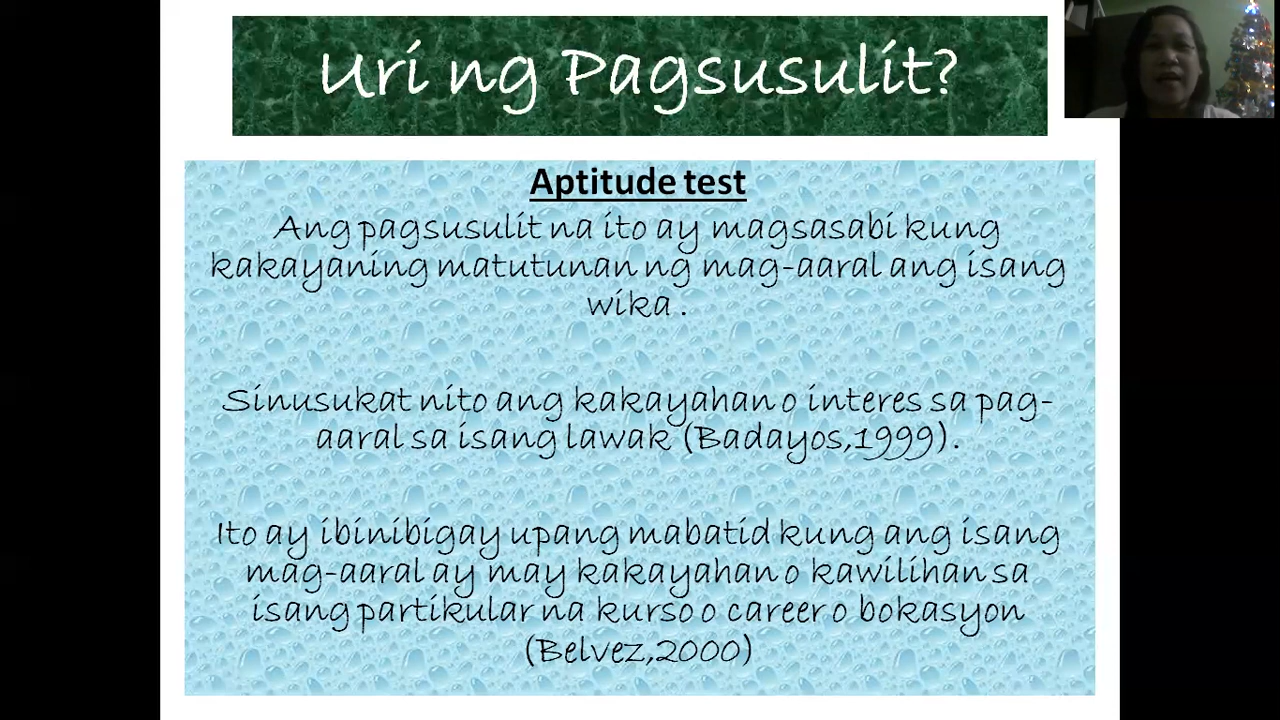 Uri ng Pagsusulit?
Aptitude test
Ang pagsusulit na ito ay magsasabi kung
kakayaning matutunan ng mag-aaral ang isang
wika .
Sinusukat nito ang kakayahan o interes sa pag-
aaral sa isang lawak (Badayos,1999).
Ito ay ibinibigay upang mabatid kung ang isang
mag-aaral ay may kakayahan o kawilihan sa
isang partikular na kurso o career o bokasyon
(Belvez,2000)